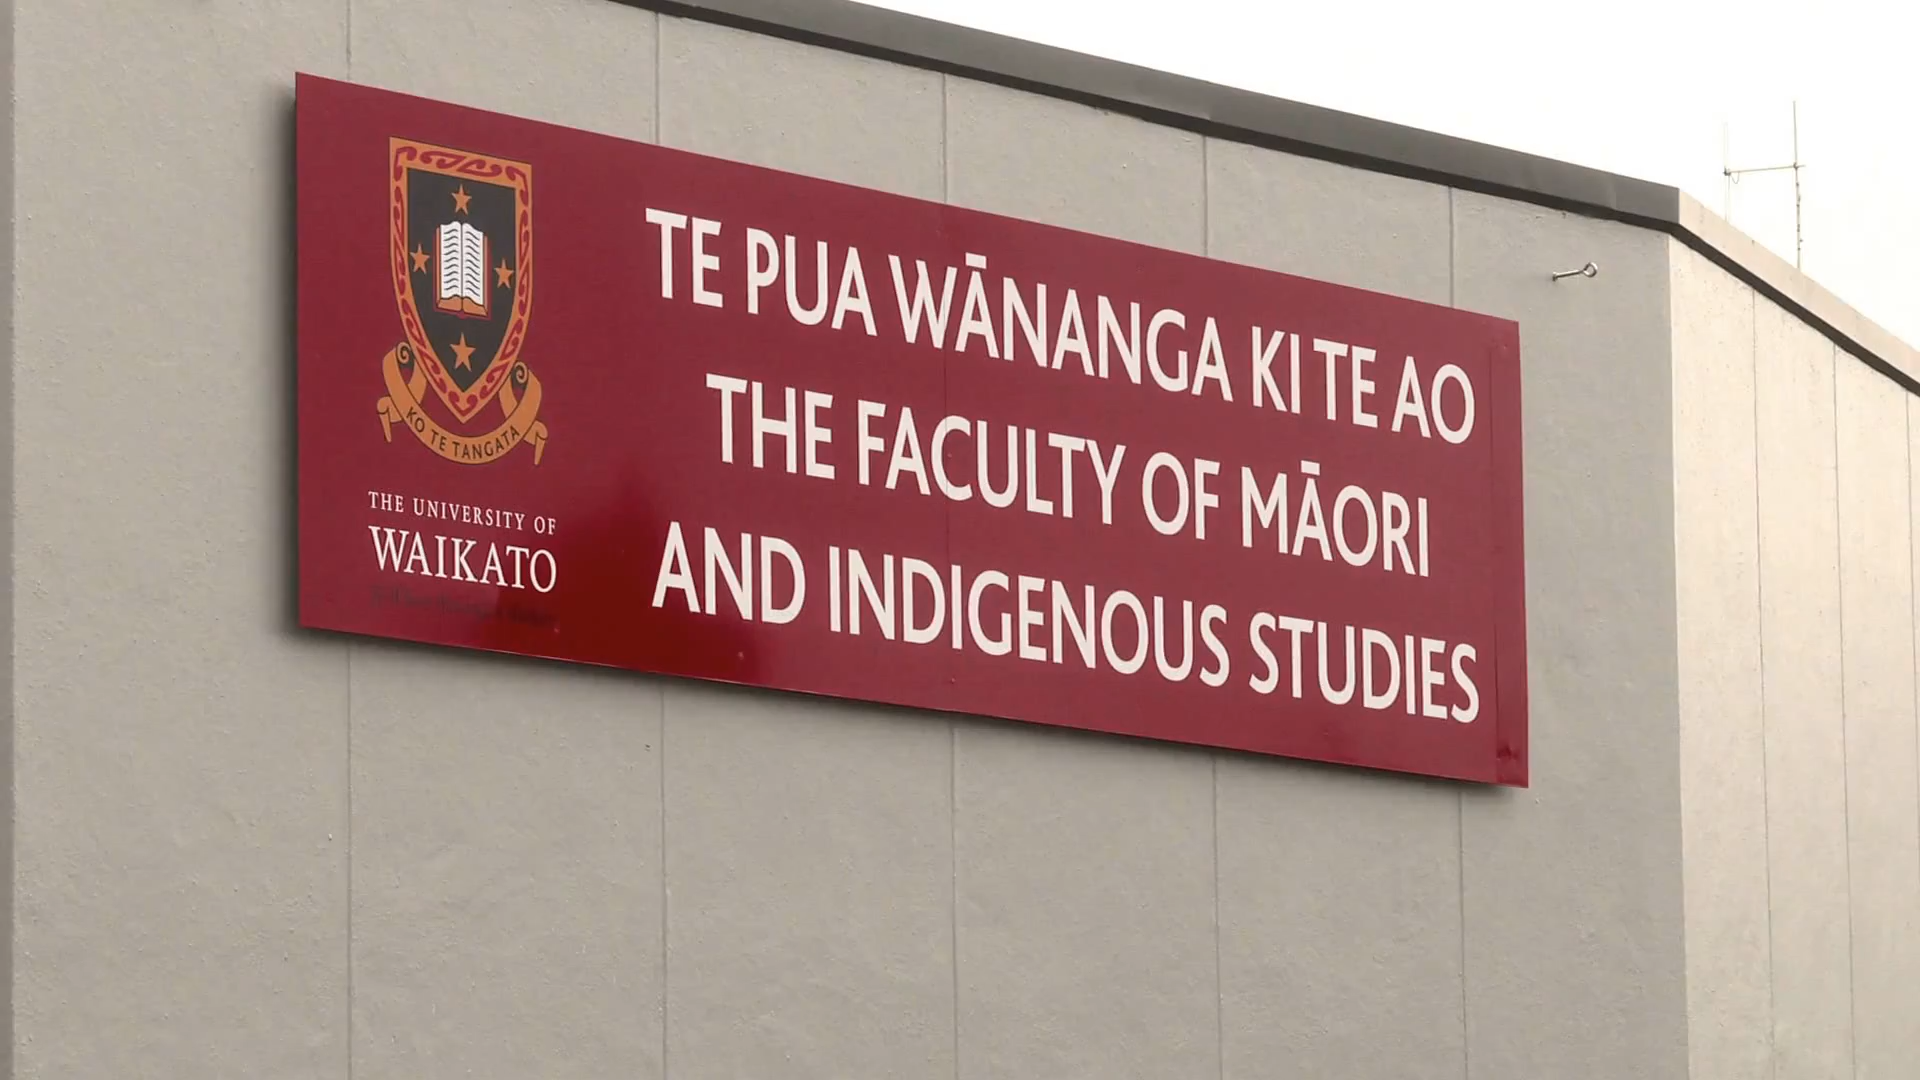 KO TE TANGATA
THE UNIVERSITY OF
WAIKATO
TE PUA WĀNANGA KI TE AO
THE FACULTY OF MĀORI
AND INDIGENOUS STUDIES